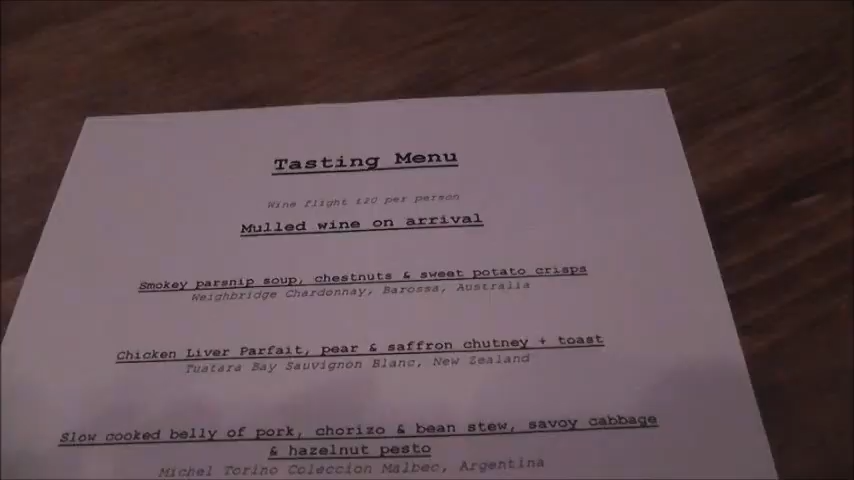 Tasting Menu
Wine flight £20 per person
Mulled wine on arrival
Smokey parsnip soup, chestnuts & sweet potato crisps
Weighbridge Chardonnay, Barossa, Australia
Chicken Liver Parfait, pear & saffron chutney + toast
Tuatara Bay Sauvignon Blanc, New Zealand
Slow cooked belly of pork, chorizo & bean stew, savoy cabbage
& hazelnut pesto
Michel Torino Coleccion Malbec, Argentina